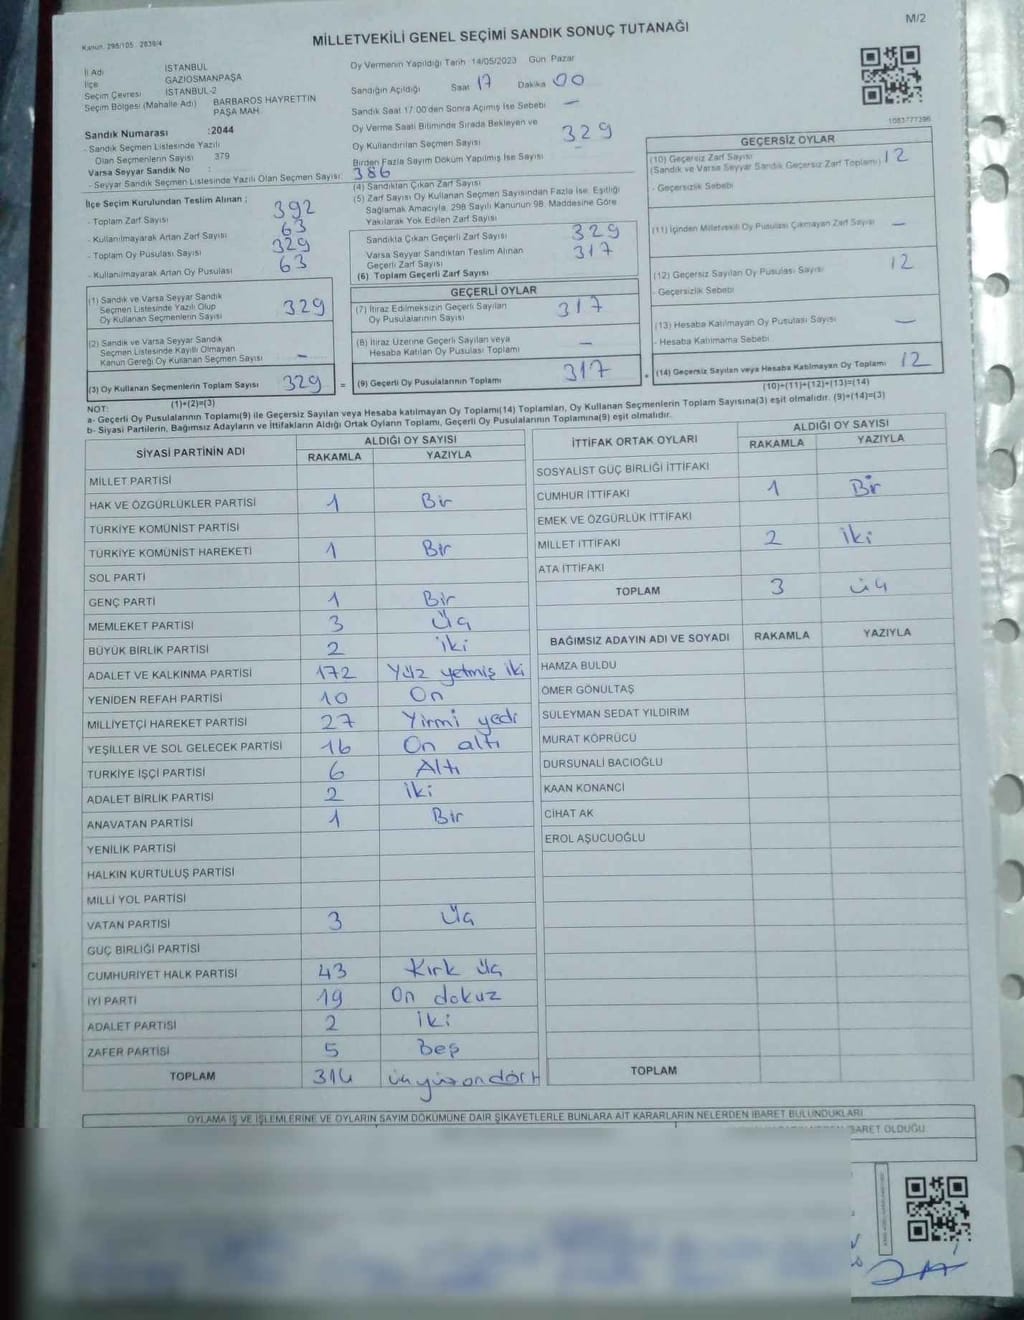 M/2
Kanun. 298/105. 2839/4
MİLLETVEKİLİ GENEL SEÇİMİ SANDIK SONUÇ TUTANAĞI
İl Adı İSTANBUL
İlçe GAZİOSMANPAŞA
Seçim Çevresi İSTANBUL-2
Seçim Bölgesi (Mahalle Adı) BARBAROS HAYRETTİN PAŞA MAH.
Sandık Numarası :2044
- Sandık Seçmen Listesinde Yazılı
Olan Seçmenlerin Sayısı 379
Varsa Seyyar Sandık No :
- Seyyar Sandık Seçmen Listesinde Yazılı Olan Seçmen Sayısı:
İlçe Seçim Kurulundan Teslim Alınan ;
- Toplam Zarf Sayısı 392
- Kullanılmayarak Artan Zarf Sayısı 63
- Toplam Oy Pusulası Sayısı 329
- Kullanılmayarak Artan Oy Pusulası 63
Oy Vermenin Yapıldığı Tarih 14/05/2023 Gün Pazar
Sandığın Açıldığı Saat 17 Dakika 00
Sandık Saat 17:00'den Sonra Açılmış İse Sebebi —
Oy Verme Saati Bitiminde Sırada Bekleyen ve
Oy Kullandırılan Seçmen Sayısı 329
Birden Fazla Sayım Döküm Yapılmış İse Sayısı
386
(4) Sandıktan Çıkan Zarf Sayısı
(5) Zarf Sayısı Oy Kullanan Seçmen Sayısından Fazla İse, Eşitliği
Sağlamak Amacıyla, 298 Sayılı Kanunun 98. Maddesine Göre
Yakılarak Yok Edilen Zarf Sayısı
Sandıkta Çıkan Geçerli Zarf Sayısı 329
Varsa Seyyar Sandıktan Teslim Alınan 317
Geçerli Zarf Sayısı
(6) Toplam Geçerli Zarf Sayısı
1083777396
GEÇERSİZ OYLAR
(10) Geçersiz Zarf Sayısı 12
(Sandık ve Varsa Seyyar Sandık Geçersiz Zarf Toplamı)
- Geçersizlik Sebebi
(11) İçinden Milletvekili Oy Pusulası Çıkmayan Zarf Sayısı —
(12) Geçersiz Sayılan Oy Pusulası Sayısı 12
- Geçersizlik Sebebi
(13) Hesaba Katılmayan Oy Pusulası Sayısı —
- Hesaba Katılmama Sebebi
(14) Geçersiz Sayılan veya Hesaba Katılmayan Oy Toplamı 12
(10)+(11)+(12)+(13)=(14)
(1) Sandık ve Varsa Seyyar Sandık
Seçmen Listesinde Yazılı Olup
Oy Kullanan Seçmenlerin Sayısı 329
(2) Sandık ve Varsa Seyyar Sandık
Seçmen Listesinde Kayıtlı Olmayan
Kanun Gereği Oy Kullanan Seçmen Sayısı —
(3) Oy Kullanan Seçmenlerin Toplam Sayısı 329 =
(1)+(2)=(3)
GEÇERLİ OYLAR
(7) İtiraz Edilmeksizin Geçerli Sayılan
Oy Pusulalarının Sayısı 317
(8) İtiraz Üzerine Geçerli Sayılan veya
Hesaba Katılan Oy Pusulası Toplamı —
(9) Geçerli Oy Pusulalarının Toplamı 317 +
NOT:
a- Geçerli Oy Pusulalarının Toplamı(9) ile Geçersiz Sayılan veya Hesaba katılmayan Oy Toplamı(14) Toplamları, Oy Kullanan Seçmenlerin Toplam Sayısına(3) eşit olmalıdır. (9)+(14)=(3)
b- Siyasi Partilerin, Bağımsız Adayların ve İttifakların Aldığı Ortak Oyların Toplamı, Geçerli Oy Pusulalarının Toplamına(9) eşit olmalıdır.
SİYASİ PARTİNİN ADI ALDIĞI OY SAYISI
RAKAMLA YAZIYLA
MİLLET PARTİSİ
HAK VE ÖZGÜRLÜKLER PARTİSİ 1 Bir
TÜRKİYE KOMÜNİST PARTİSİ
TÜRKİYE KOMÜNİST HAREKETİ 1 Bir
SOL PARTİ
GENÇ PARTİ 1 Bir
MEMLEKET PARTİSİ 3 Üç
BÜYÜK BİRLİK PARTİSİ 2 iki
ADALET VE KALKINMA PARTİSİ 172 Yüz yetmiş iki
YENİDEN REFAH PARTİSİ 10 On
MİLLİYETÇİ HAREKET PARTİSİ 27 Yirmi yedi
YEŞİLLER VE SOL GELECEK PARTİSİ 16 On altı
TÜRKİYE İŞÇİ PARTİSİ 6 Altı
ADALET BİRLİK PARTİSİ 2 iki
ANAVATAN PARTİSİ 1 Bir
YENİLİK PARTİSİ
HALKIN KURTULUŞ PARTİSİ
MİLLİ YOL PARTİSİ
VATAN PARTİSİ 3 Üç
GÜÇ BİRLİĞİ PARTİSİ
CUMHURİYET HALK PARTİSİ 43 Kırk üç
İYİ PARTİ 19 On dokuz
ADALET PARTİSİ 2 iki
ZAFER PARTİSİ 5 Beş
TOPLAM 314 üçyüzondört
İTTİFAK ORTAK OYLARI ALDIĞI OY SAYISI
RAKAMLA YAZIYLA
SOSYALİST GÜÇ BİRLİĞİ İTTİFAKI
CUMHUR İTTİFAKI 1 Bir
EMEK VE ÖZGÜRLÜK İTTİFAKI
MİLLET İTTİFAKI 2 iki
ATA İTTİFAKI
TOPLAM 3 üç
BAĞIMSIZ ADAYIN ADI VE SOYADI RAKAMLA YAZIYLA
HAMZA BULDU
ÖMER GÖNÜLTAŞ
SÜLEYMAN SEDAT YILDIRIM
MURAT KÖPRÜCÜ
DURSUNALİ BACIOĞLU
KAAN KONANCİ
CİHAT AK
EROL AŞUCUOĞLU
TOPLAM
OYLAMA İŞ VE İŞLEMLERİNE VE OYLARIN SAYIM DÖKÜMÜNE DAİR ŞİKAYETLERLE BUNLARA AİT KARARLARIN NELERDEN İBARET BULUNDUKLARI
OLDUĞU